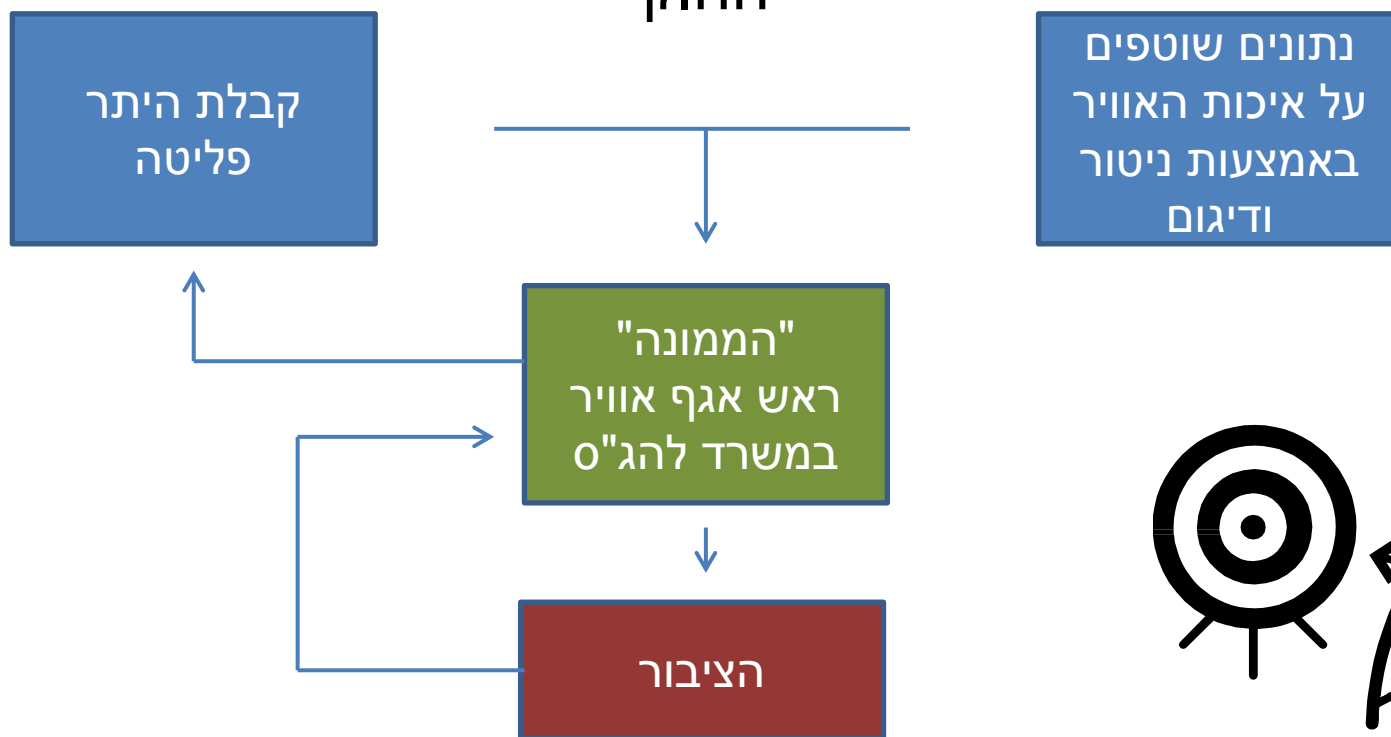 נתונים שוטפים
על איכות האוויר
באמצעות ניטור
ודיגום
קבלת היתר
פליטה
"הממונה"
ראש אגף אוויר
במשרד להג"ס
הציבור